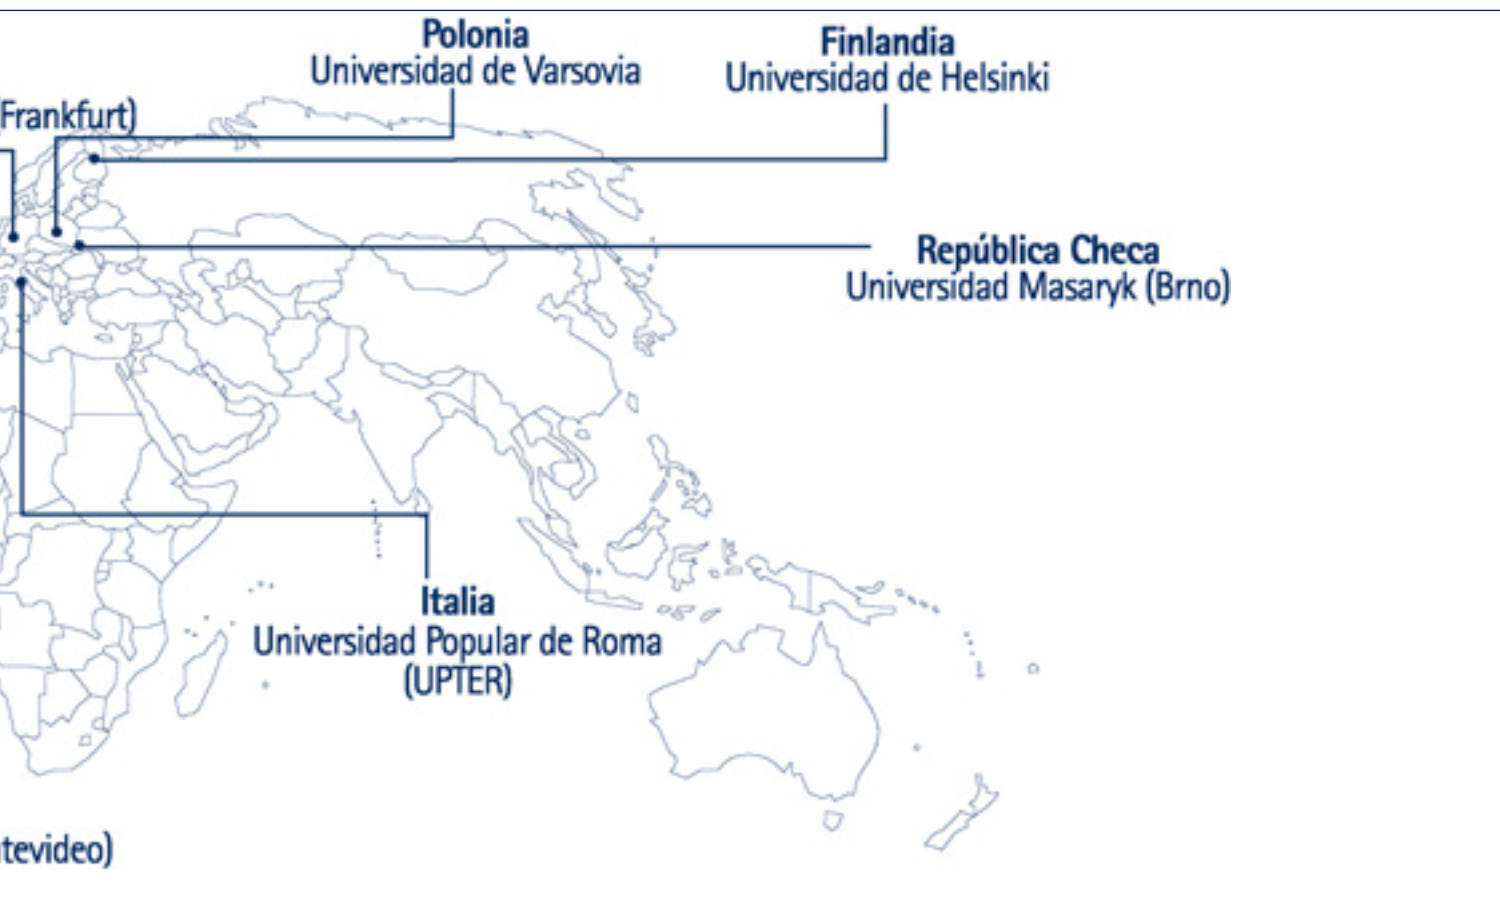 Polonia
Universidad de Varsovia
Finlandia
Universidad de Helsinki
(Frankfurt)
República Checa
Universidad Masaryk (Brno)
Italia
Universidad Popular de Roma
(UPTER)
tevideo)